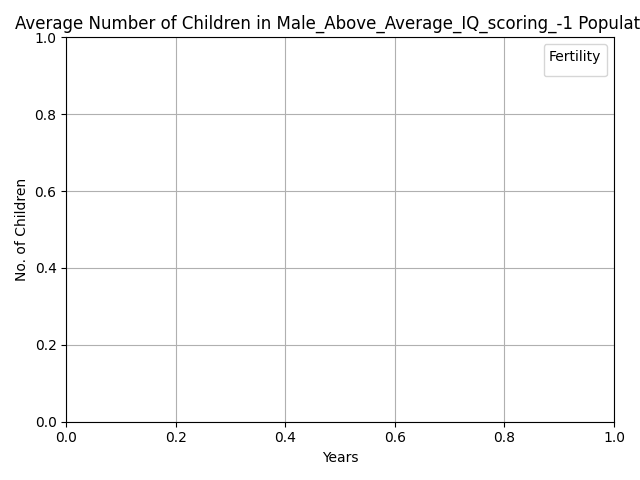 Average Number of Children in Male_Above_Average_IQ_scoring_-1 Populat
Fertility
1.0
0.8
0.6
0.4
0.2
0.0
No. of Children
0.0 0.2 0.4 0.6 0.8 1.0
Years